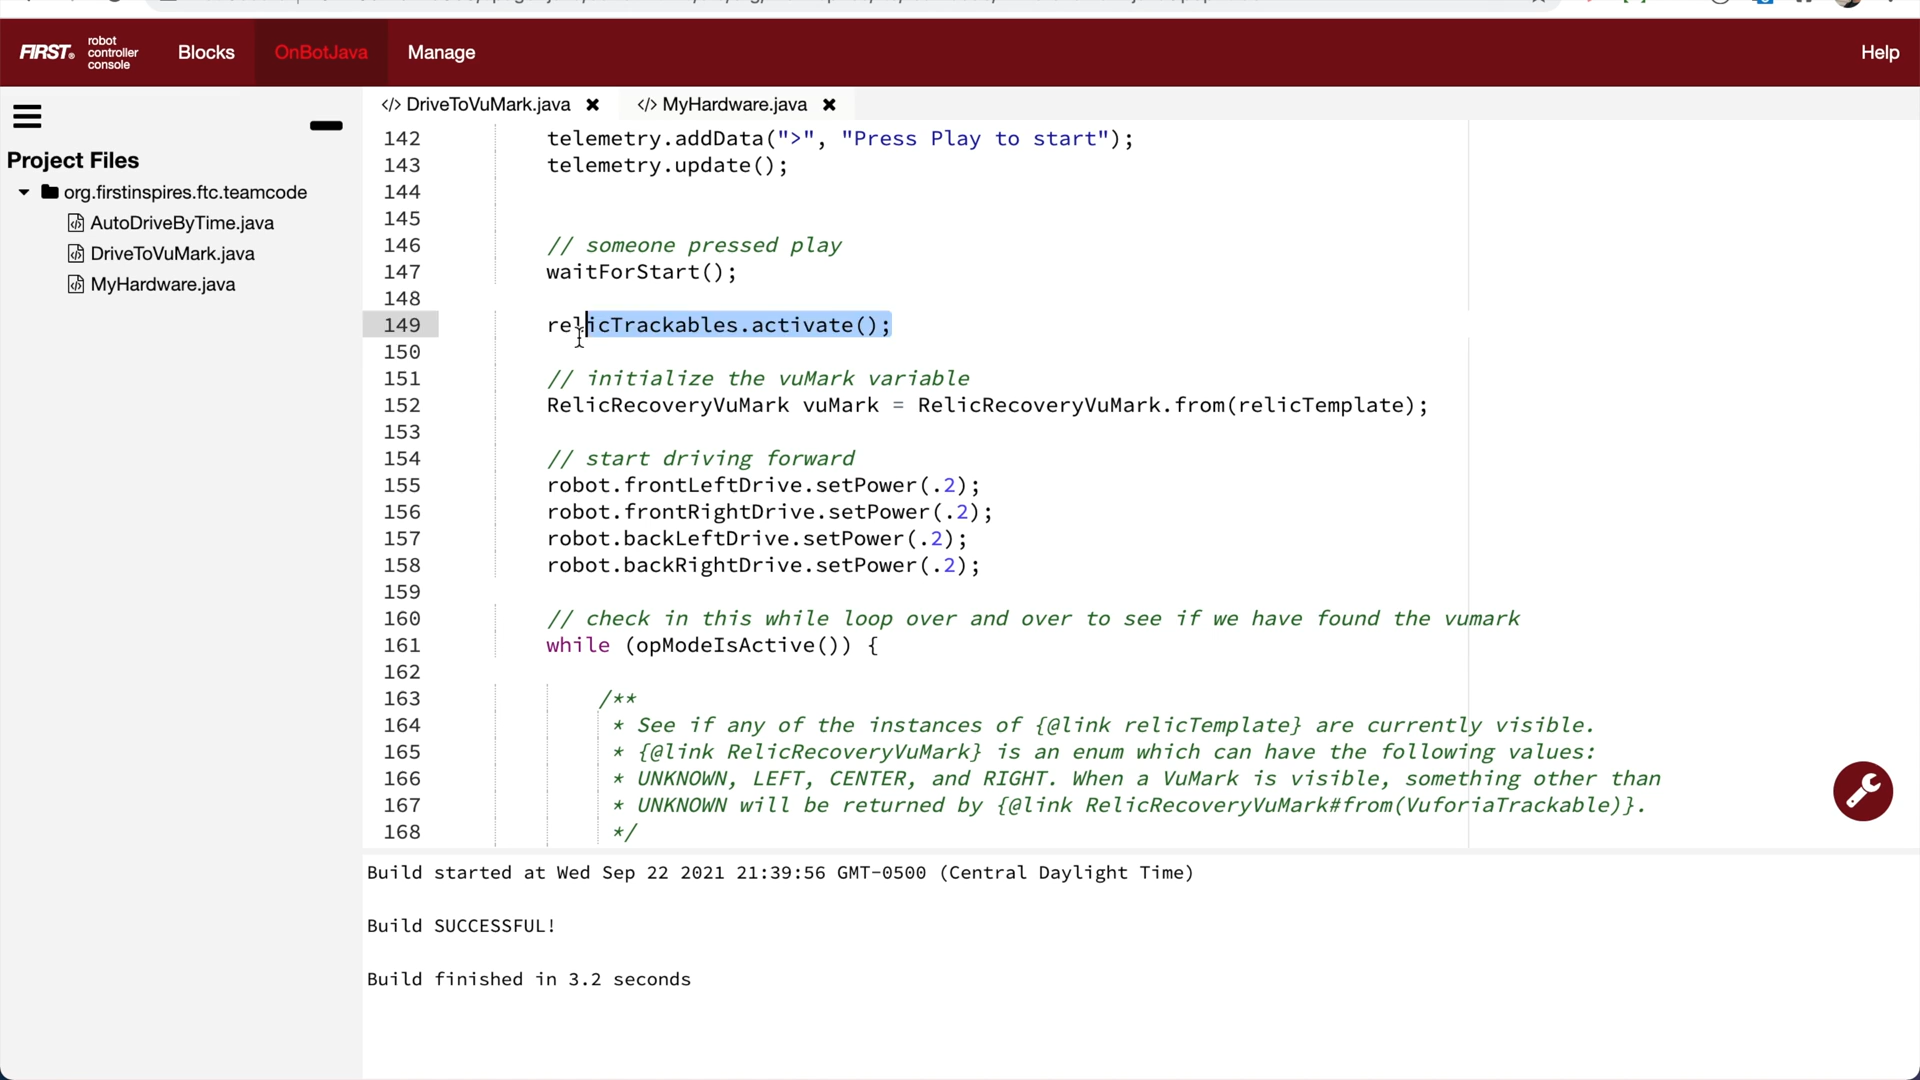 FIRST® robot controller console Blocks OnBotJava Manage Help
Project Files
org.firstinspires.ftc.teamcode
AutoDriveByTime.java
DriveToVuMark.java
MyHardware.java
</> DriveToVuMark.java ✖ </> MyHardware.java ✖
142 telemetry.addData(">", "Press Play to start");
143 telemetry.update();
144
145
146 // someone pressed play
147 waitForStart();
148
149 relicTrackables.activate();
150
151 // initialize the vuMark variable
152 RelicRecoveryVuMark vuMark = RelicRecoveryVuMark.from(relicTemplate);
153
154 // start driving forward
155 robot.frontLeftDrive.setPower(.2);
156 robot.frontRightDrive.setPower(.2);
157 robot.backLeftDrive.setPower(.2);
158 robot.backRightDrive.setPower(.2);
159
160 // check in this while loop over and over to see if we have found the vumark
161 while (opModeIsActive()) {
162
163 /**
164 * See if any of the instances of {@link relicTemplate} are currently visible.
165 * {@link RelicRecoveryVuMark} is an enum which can have the following values:
166 * UNKNOWN, LEFT, CENTER, and RIGHT. When a VuMark is visible, something other than
167 * UNKNOWN will be returned by {@link RelicRecoveryVuMark#from(VuforiaTrackable)}.
168 */
Build started at Wed Sep 22 2021 21:39:56 GMT-0500 (Central Daylight Time)
Build SUCCESSFUL!
Build finished in 3.2 seconds